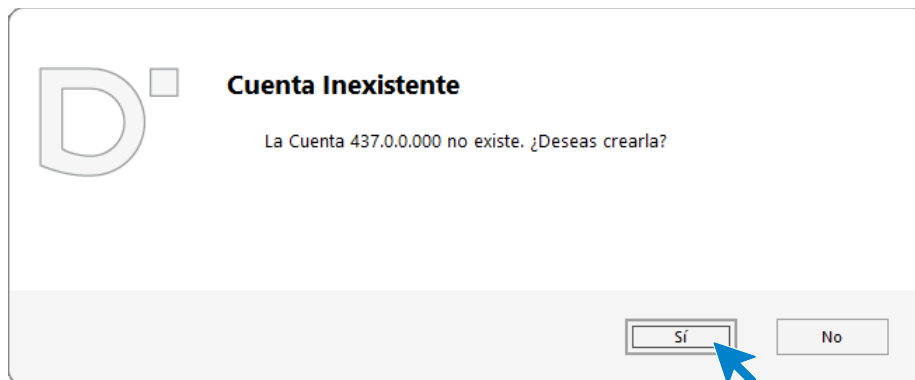 Cuenta Inexistente
La Cuenta 437.0.0.000 no existe. ¿Deseas crearla?
Sí
No